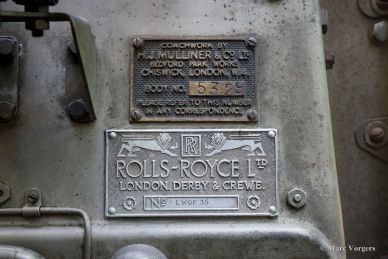 COACHWORK BY
H.J. MULLINER & CO LTD
BEDFORD PARK WORKS
CHISWICK, LONDON, W.4.
BODY NO. 5329
PLEASE REFER TO THIS NUMBER
IN ANY CORRESPONDENCE
RR
ROLLS-ROYCE LTD
LONDON, DERBY & CREWE.
No LWOF 35
© Marc Vorgers